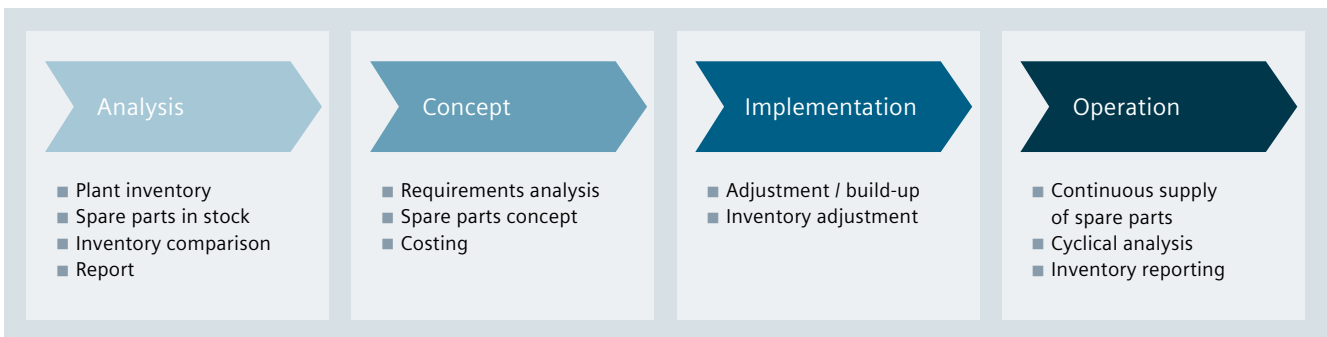 Analysis
Plant inventory
Spare parts in stock
Inventory comparison
Report
Concept
Requirements analysis
Spare parts concept
Costing
Implementation
Adjustment / build-up
Inventory adjustment
Operation
Continuous supply
of spare parts
Cyclical analysis
Inventory reporting